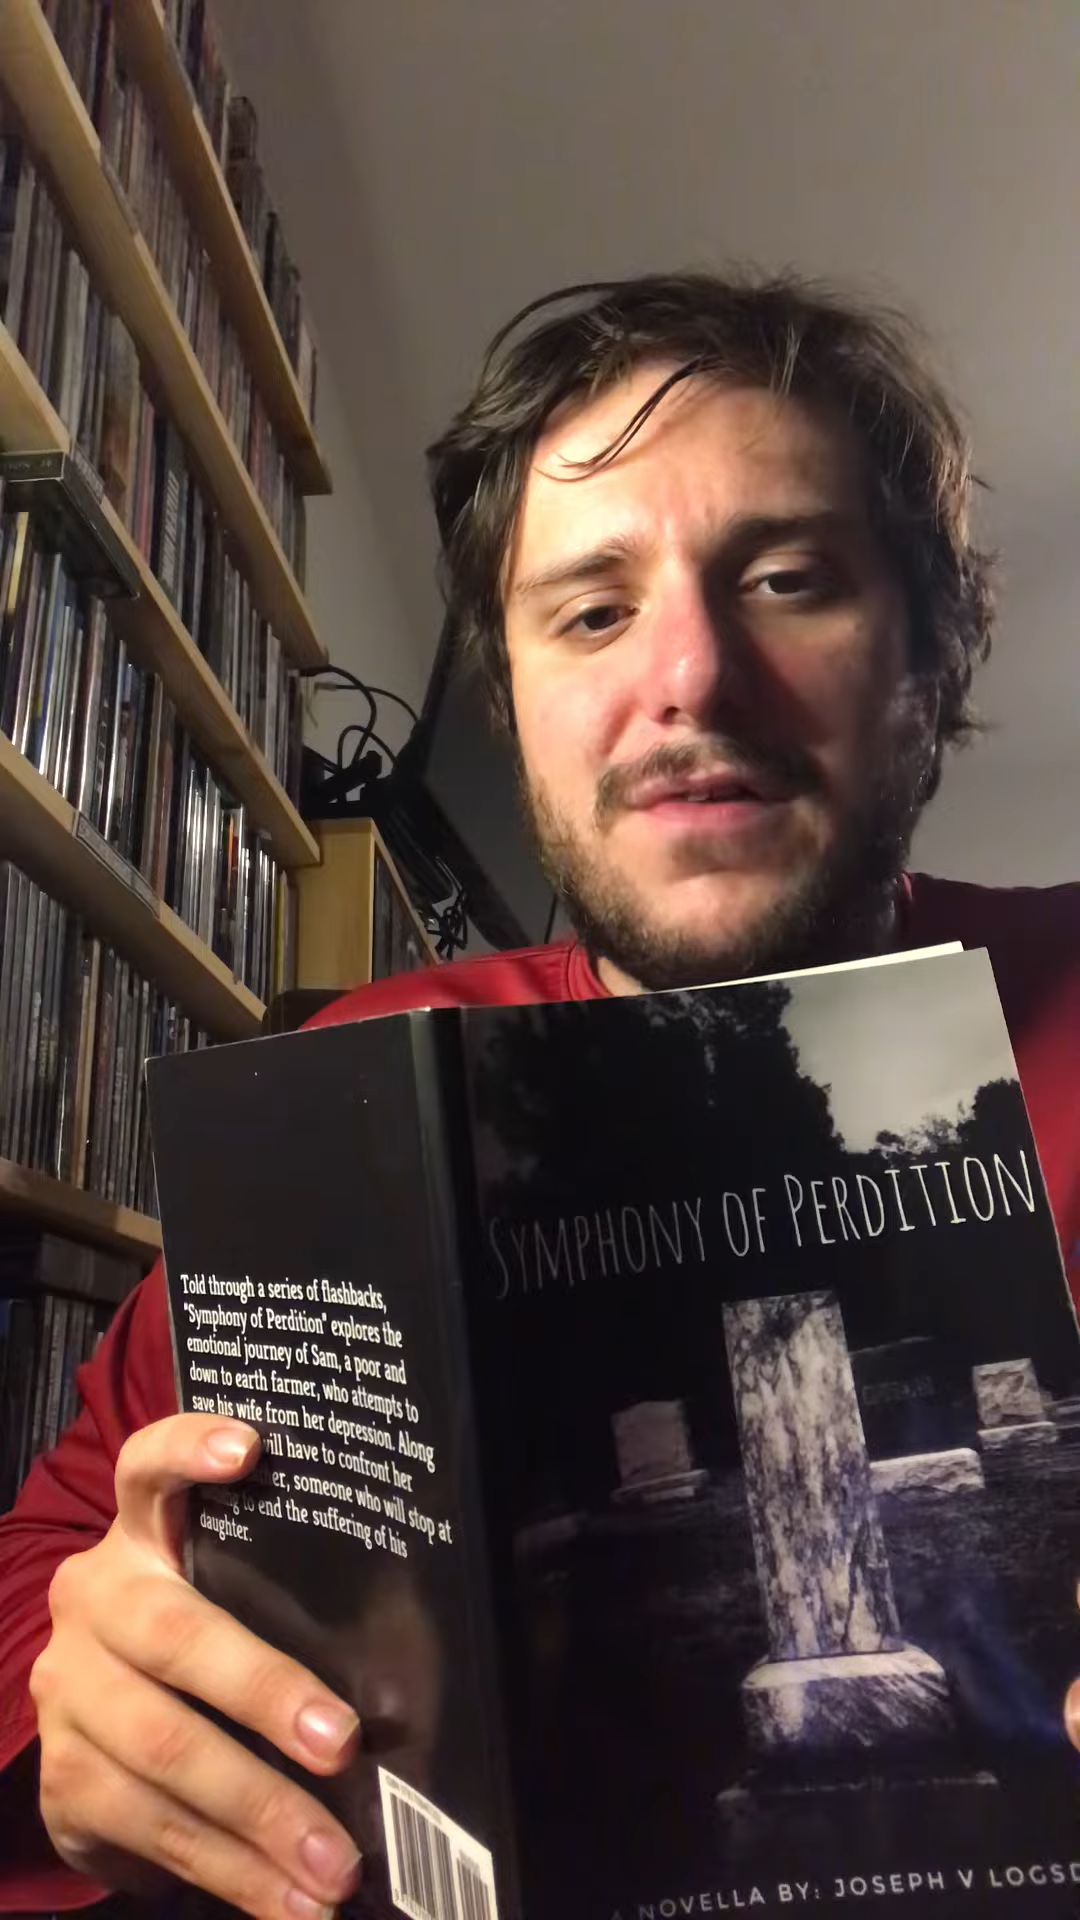 SYMPHONY OF PERDITION
Told through a series of flashbacks,
"Symphony of Perdition" explores the
emotional journey of Sam, a poor and
down to earth farmer, who attempts to
save his wife from her depression. Along
will have to confront her
er, someone who will stop at
to end the suffering of his
daughter.
A NOVELLA BY: JOSEPH V LOGSD